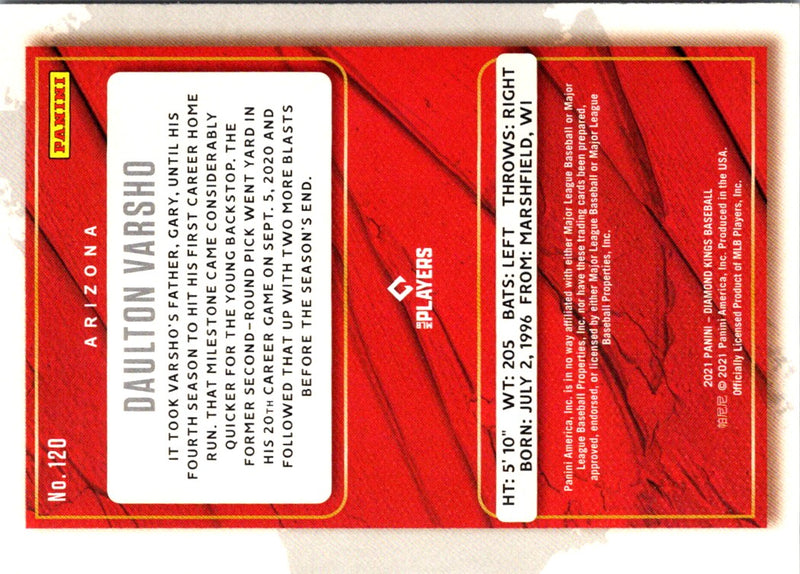 No. 120
PANINI
ARIZONA
DAULTON VARSHO
IT TOOK VARSHO'S FATHER, GARY, UNTIL HIS
FOURTH SEASON TO HIT HIS FIRST CAREER HOME
RUN. THAT MILESTONE CAME CONSIDERABLY
QUICKER FOR THE YOUNG BACKSTOP. THE
FORMER SECOND-ROUND PICK WENT YARD IN
HIS 20TH CAREER GAME ON SEPT. 5, 2020 AND
FOLLOWED THAT UP WITH TWO MORE BLASTS
BEFORE THE SEASON'S END.
MLB PLAYERS
HT: 5' 10" WT: 205 BATS: LEFT THROWS: RIGHT
BORN: JULY 2, 1996 FROM: MARSHFIELD, WI
Panini America, Inc. is in no way affiliated with either Major League Baseball or Major
League Baseball Properties, Inc. nor have these trading cards been prepared,
approved, endorsed, or licensed by either Major League Baseball or Major League
Baseball Properties, Inc.
2021 PANINI – DIAMOND KINGS BASEBALL
帕尼尼 © 2021 Panini America, Inc. Produced in the USA.
Officially Licensed Product of MLB Players, Inc.